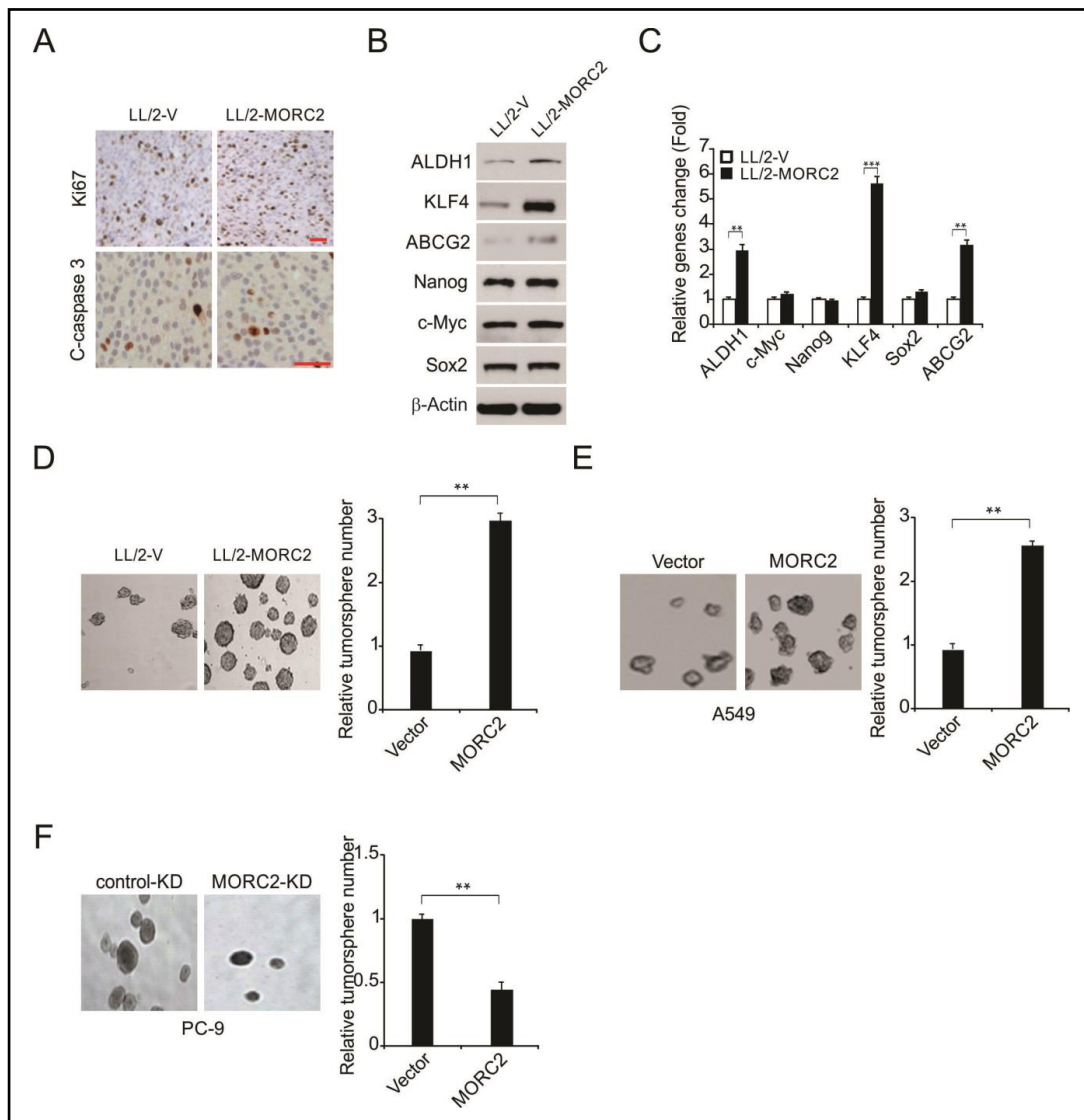 A
LL/2-V LL/2-MORC2
Ki67
C-caspase 3
B
LL/2-V
LL/2-MORC2
ALDH1
KLF4
ABCG2
Nanog
c-Myc
Sox2
β-Actin
C
Relative genes change (Fold)
8
7
6
5
4
3
2
1
0
LL/2-V
LL/2-MORC2
**
***
**
ALDH1
c-Myc
Nanog
KLF4
Sox2
ABCG2
D
LL/2-V LL/2-MORC2
Relative tumorsphere number
3
2
1
0
**
Vector
MORC2
E
Vector MORC2
A549
Relative tumorsphere number
3
2
1
0
**
Vector
MORC2
F
control-KD MORC2-KD
PC-9
Relative tumorsphere number
1.5
1
0.5
0
**
Vector
MORC2